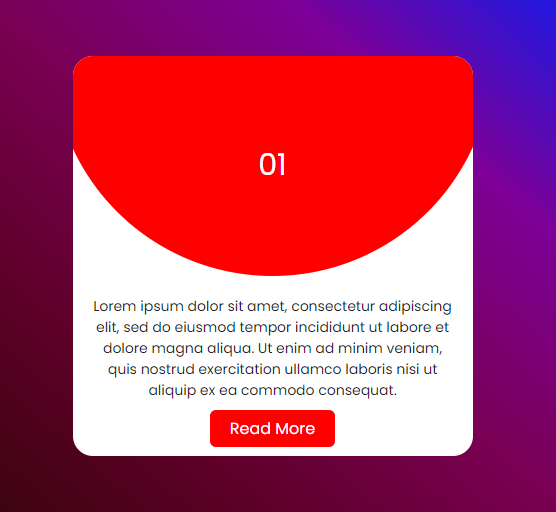 01
Lorem ipsum dolor sit amet, consectetur adipiscing
elit, sed do eiusmod tempor incididunt ut labore et
dolore magna aliqua. Ut enim ad minim veniam,
quis nostrud exercitation ullamco laboris nisi ut
aliquip ex ea commodo consequat.
Read More